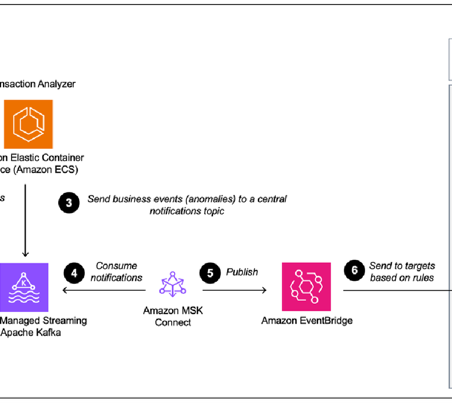 nsaction Analyzer
on Elastic Container
ce (Amazon ECS)
s
3 Send business events (anomalies) to a central
notifications topic
4 Consume
notifications
5 Publish
6 Send to targets
based on rules
K
Amazon MSK
Connect
Amazon EventBridge
Managed Streaming
Apache Kafka